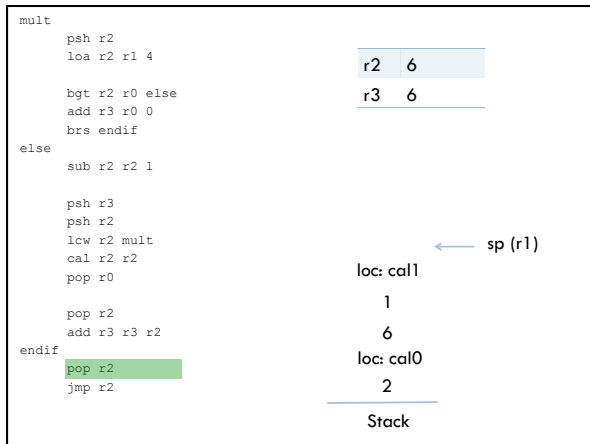 mult
psh r2
loa r2 r1 4
bgt r2 r0 else
add r3 r0 0
brs endif
else
sub r2 r2 1
psh r3
psh r2
lcw r2 mult
cal r2 r2
pop r0
pop r2
add r3 r3 r2
endif
pop r2
jmp r2
r2 6
r3 6
sp (r1)
loc: cal1
1
6
loc: cal0
2
Stack